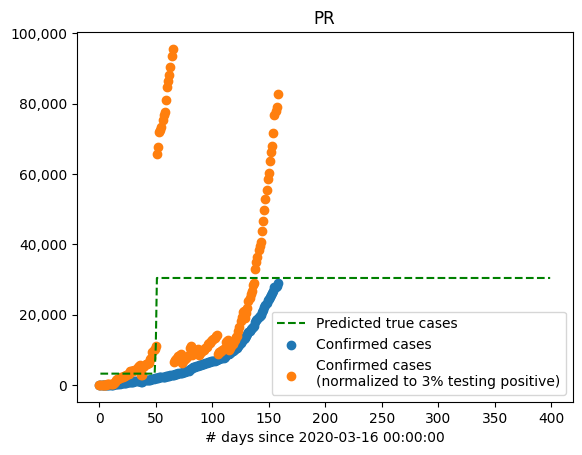 PR
100,000
80,000
60,000
40,000
20,000
0
Predicted true cases
Confirmed cases
Confirmed cases
(normalized to 3% testing positive)
0 50 100 150 200 250 300 350 400
# days since 2020-03-16 00:00:00